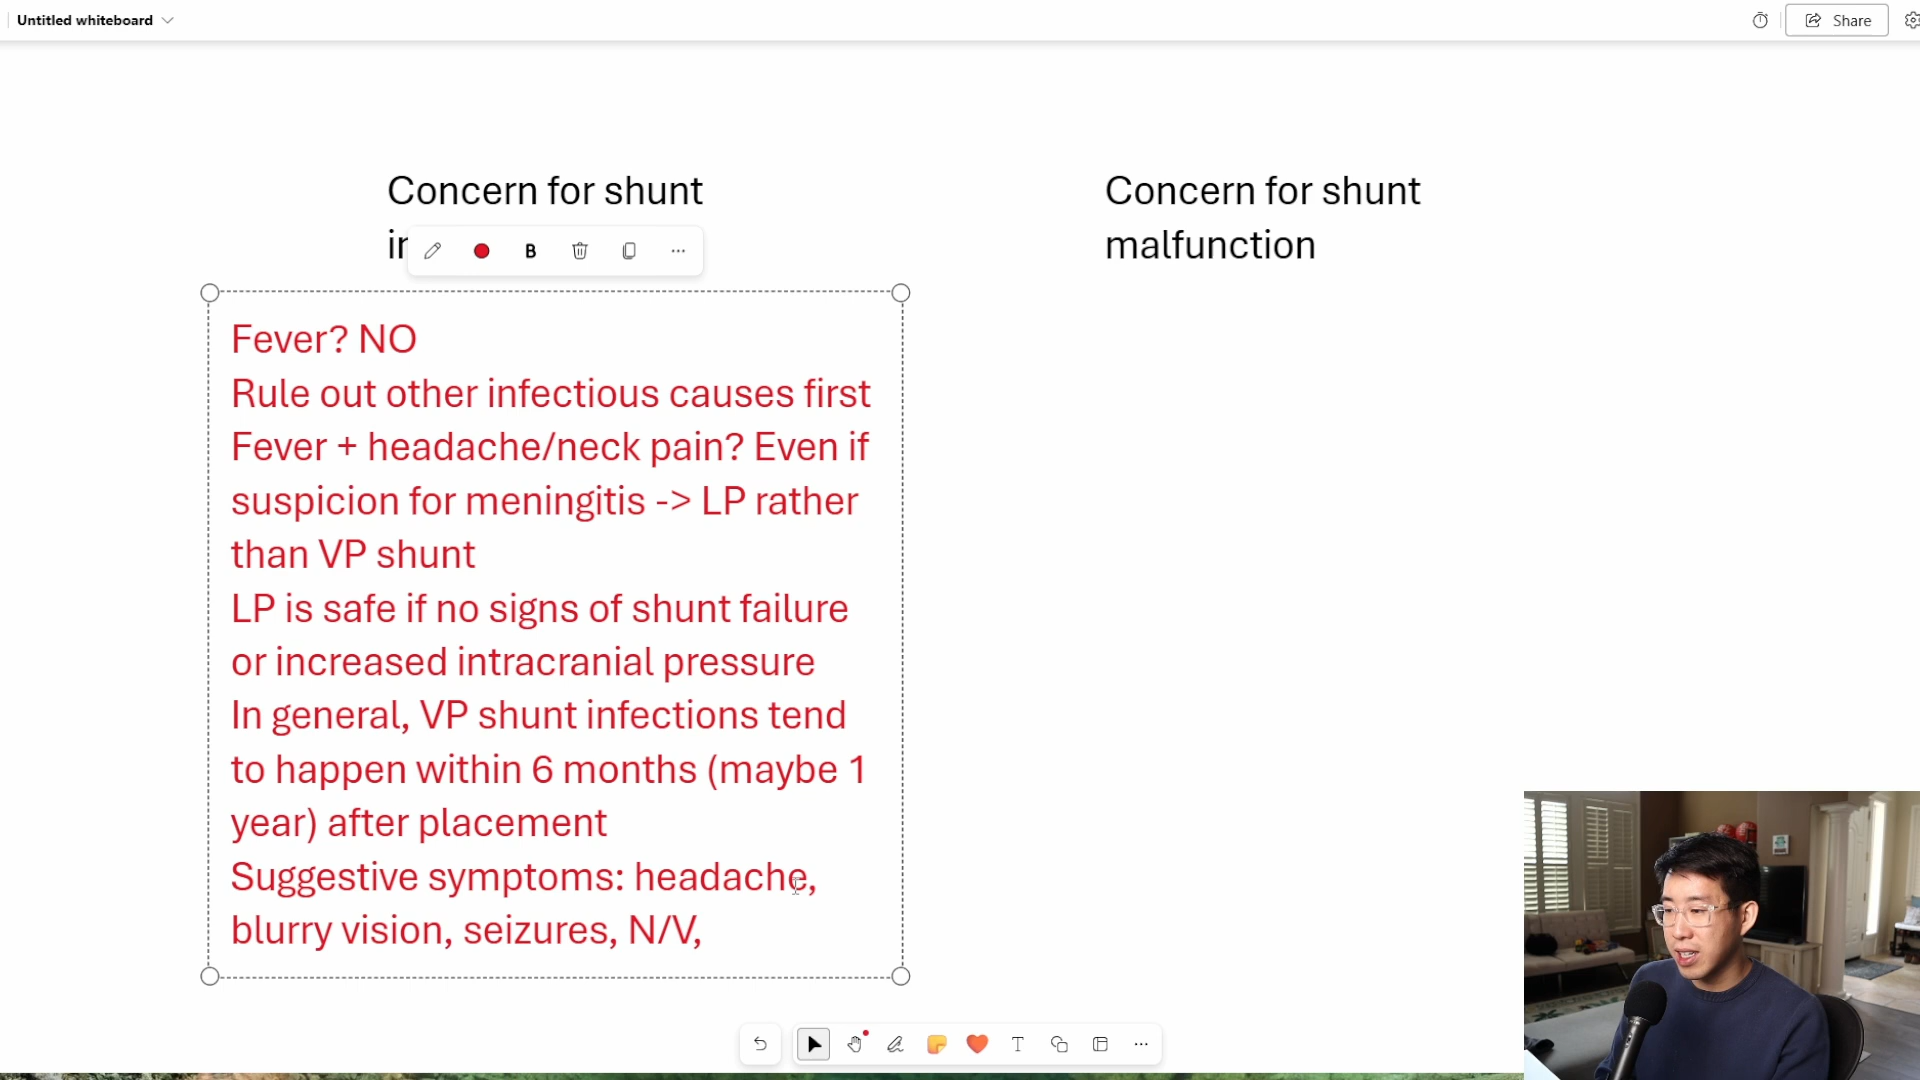 Untitled whiteboard
Share
Concern for shunt
Concern for shunt
malfunction
B
Fever? NO
Rule out other infectious causes first
Fever + headache/neck pain? Even if
suspicion for meningitis -> LP rather
than VP shunt
LP is safe if no signs of shunt failure
or increased intracranial pressure
In general, VP shunt infections tend
to happen within 6 months (maybe 1
year) after placement
Suggestive symptoms: headache,
blurry vision, seizures, N/V,